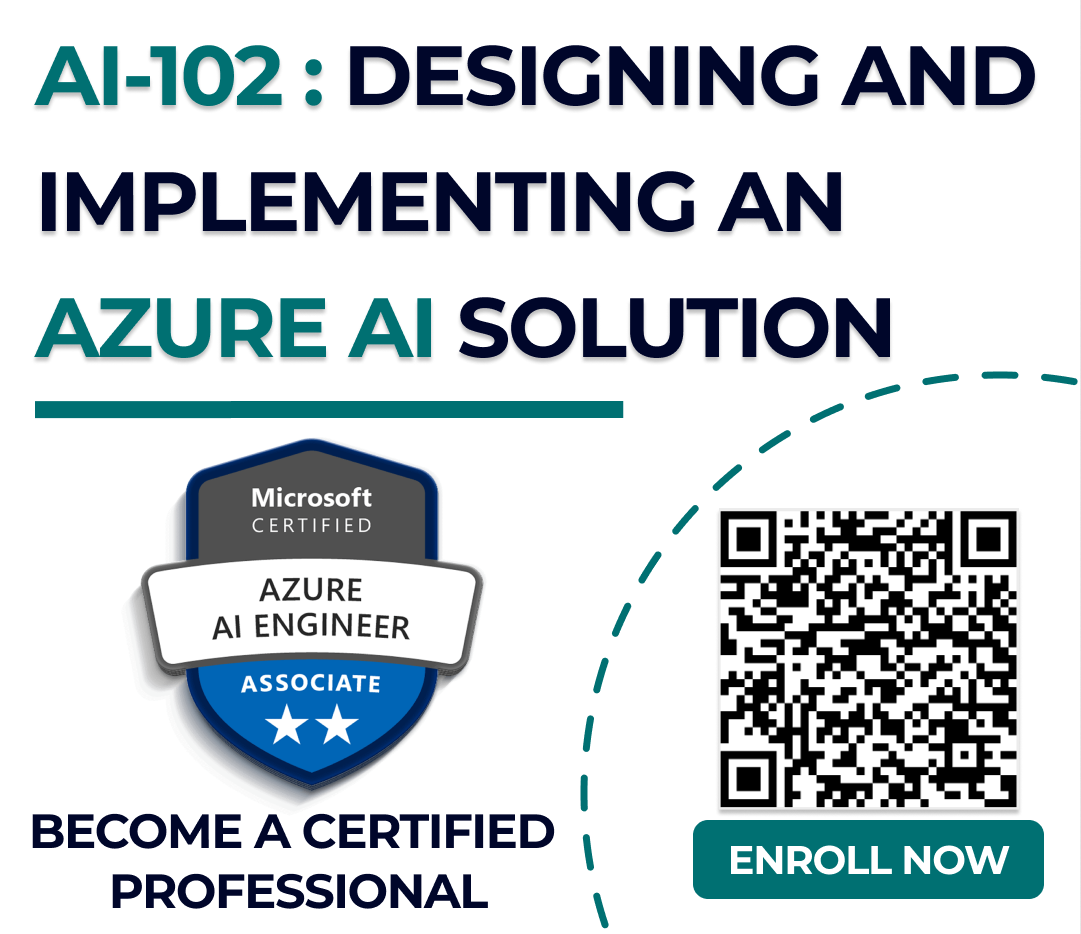 AI-102 : DESIGNING AND
IMPLEMENTING AN
AZURE AI SOLUTION
Microsoft
CERTIFIED
AZURE
AI ENGINEER
ASSOCIATE
BECOME A CERTIFIED
PROFESSIONAL
ENROLL NOW